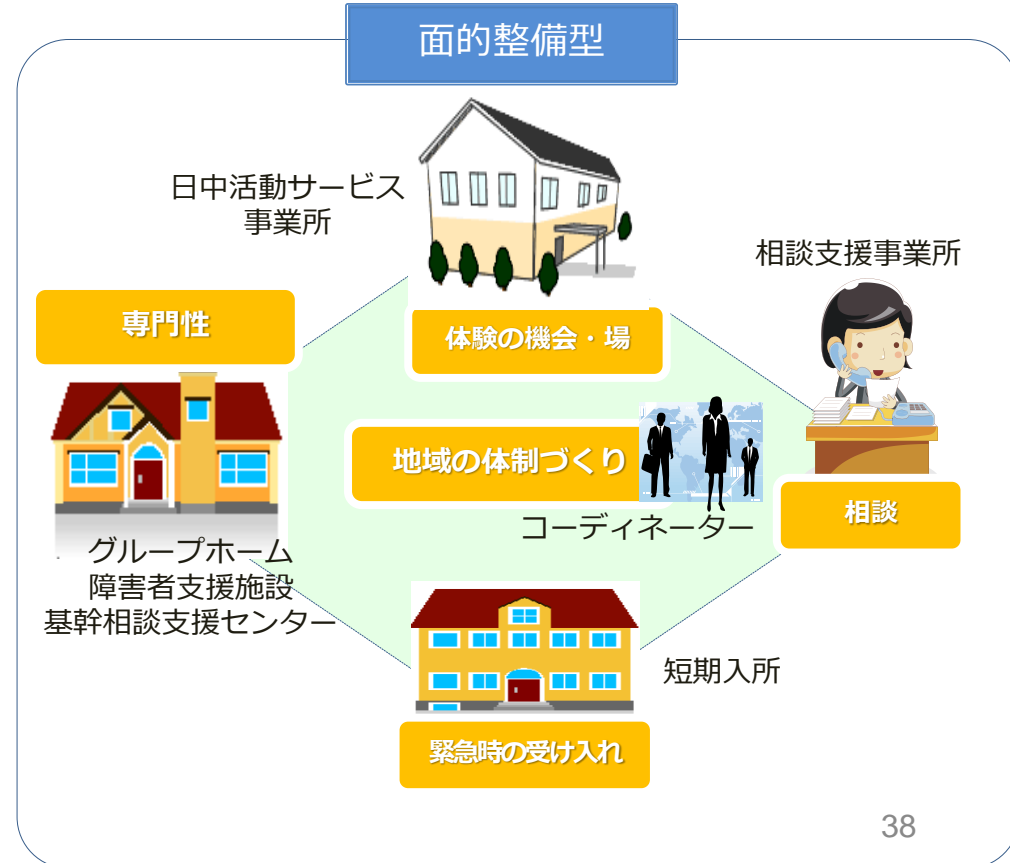 面的整備型
日中活動サービス
事業所
相談支援事業所
専門性
体験の機会・場
地域の体制づくり
コーディネーター
相談
グループホーム
障害者支援施設
基幹相談支援センター
短期入所
緊急時の受け入れ
38